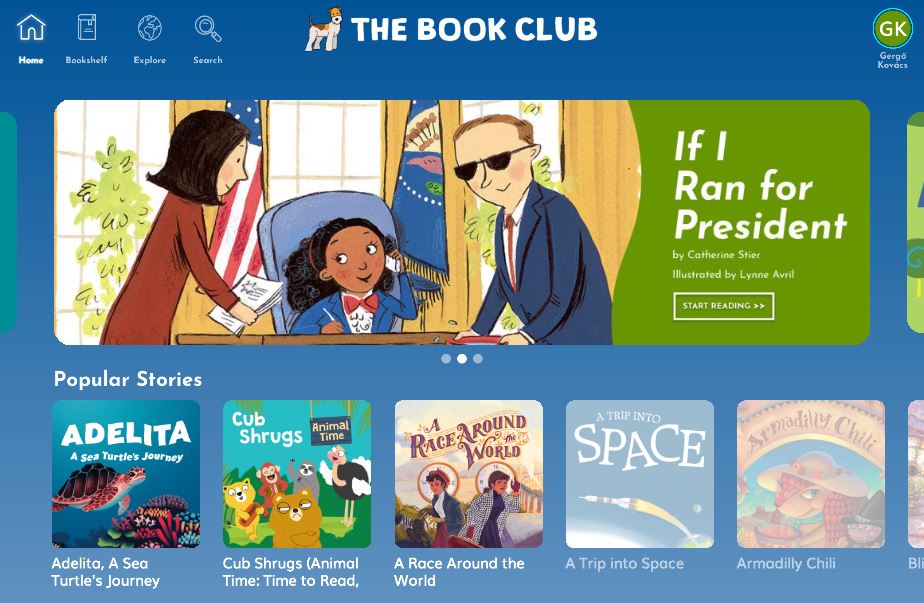 THE BOOK CLUB
Home
Bookshelf
Explore
Search
GK
Gergő
Kovács
If I
Ran for
President
by Catherine Stier
Illustrated by Lynne Avril
START READING >>
Popular Stories
ADELITA
A Sea Turtle's Journey
Cub
Shrugs
Animal
Time
A
RACE AROUND
the
WORLD
A TRIP INTO
SPACE
Armadilly Chili
Adelita, A Sea
Turtle's Journey
Cub Shrugs (Animal
Time: Time to Read,
A Race Around the
World
A Trip into Space
Armadilly Chili
Bli